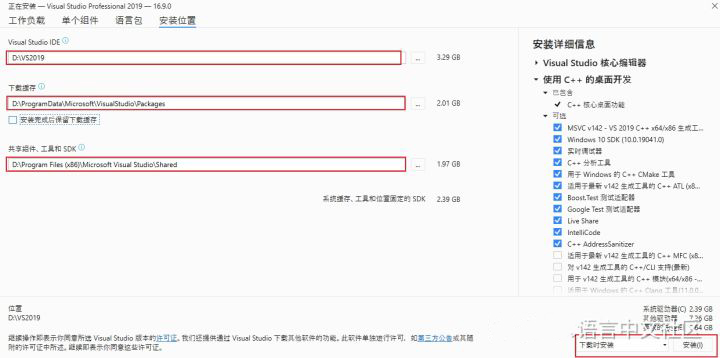 正在安装 — Visual Studio Professional 2019 — 16.9.0
工作负载 单个组件 语言包 安装位置
Visual Studio IDE
D:\VS2019
... 3.29 GB
下载缓存
D:\ProgramData\Microsoft\VisualStudio\Packages
... 2.01 GB
安装完成后保留下载缓存
共享组件、工具和 SDK
D:\Program Files (x86)\Microsoft Visual Studio\Shared
... 1.97 GB
系统缓存、工具和位置固定的 SDK 2.39 GB
安装详细信息
Visual Studio 核心编辑器
使用 C++ 的桌面开发
已包含
C++ 核心桌面功能
可选
MSVC v142 - VS 2019 C++ x64/x86 生成工...
Windows 10 SDK (10.0.19041.0)
实时调试器
C++ 分析工具
用于 Windows 的 C++ CMake 工具
适用于最新 v142 生成工具的 C++ ATL (x8...
Boost.Test 测试适配器
Google Test 测试适配器
Live Share
IntelliCode
C++ AddressSanitizer
适用于最新 v142 生成工具的 C++ MFC (x8...
对 v142 生成工具的 C++/CLI 支持(最新)
适用于 v142 生成工具的 C++ 模块(x64/x86 -...
适用于 Windows 的 C++ Clang 工具(11.0.0...
位置
D:\VS2019
继续操作即表示你同意所选 Visual Studio 版本的许可证。我们还提供通过 Visual Studio 下载其他软件的功能。此软件单独进行许可，如第三方公告或其随
附的许可证中所述。继续即表示你同意这些许可证。
系统驱动器(C:) 2.39 GB
其他驱动器 7.26 GB
语言中文社区
下载时安装 安装(I)